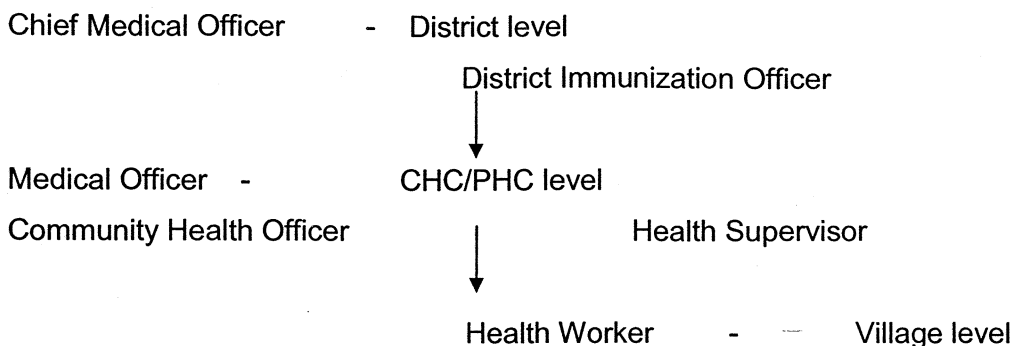 Chief Medical Officer - District level
District Immunization Officer
Medical Officer - CHC/PHC level
Community Health Officer Health Supervisor
Health Worker - Village level